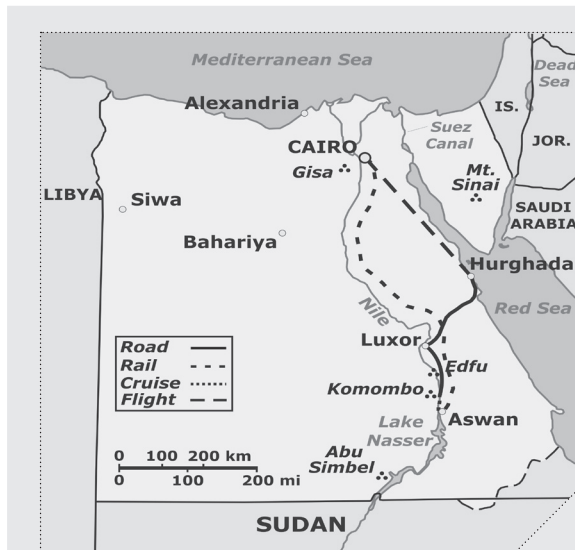 Mediterranean Sea
Dead
Sea
Alexandria
IS.
Suez
Canal
JOR.
CAIRO
Gisa
Mt.
Sinai
LIBYA
Siwa
SAUDI
ARABIA
Bahariya
Hurghada
Red Sea
Nile
Luxor
Road
Rail
Cruise
Flight
Edfu
Komombo
Aswan
Lake
Nasser
Abu
Simbel
0 100 200 km
0 100 200 mi
SUDAN